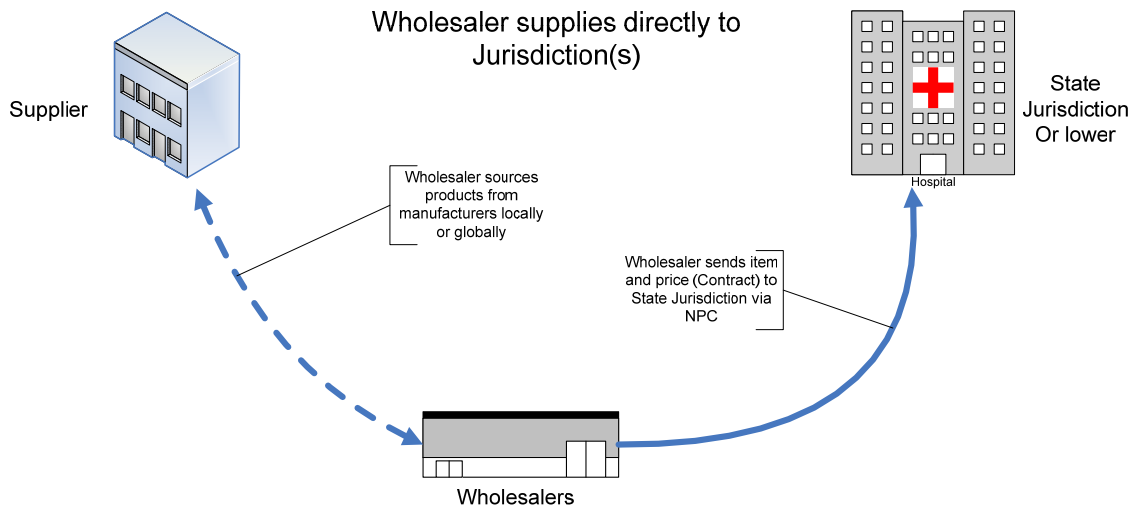 Wholesaler supplies directly to
Jurisdiction(s)
Supplier
State
Jurisdiction
Or lower
Hospital
Wholesaler sources
products from
manufacturers locally
or globally
Wholesaler sends item
and price (Contract) to
State Jurisdiction via
NPC
Wholesalers